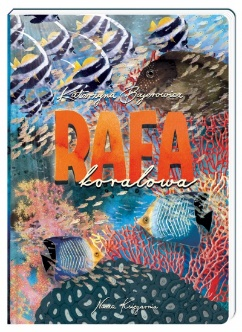 Katarzyna Bajerowicz
RAFA
koralowa
Nasza Księgarnia